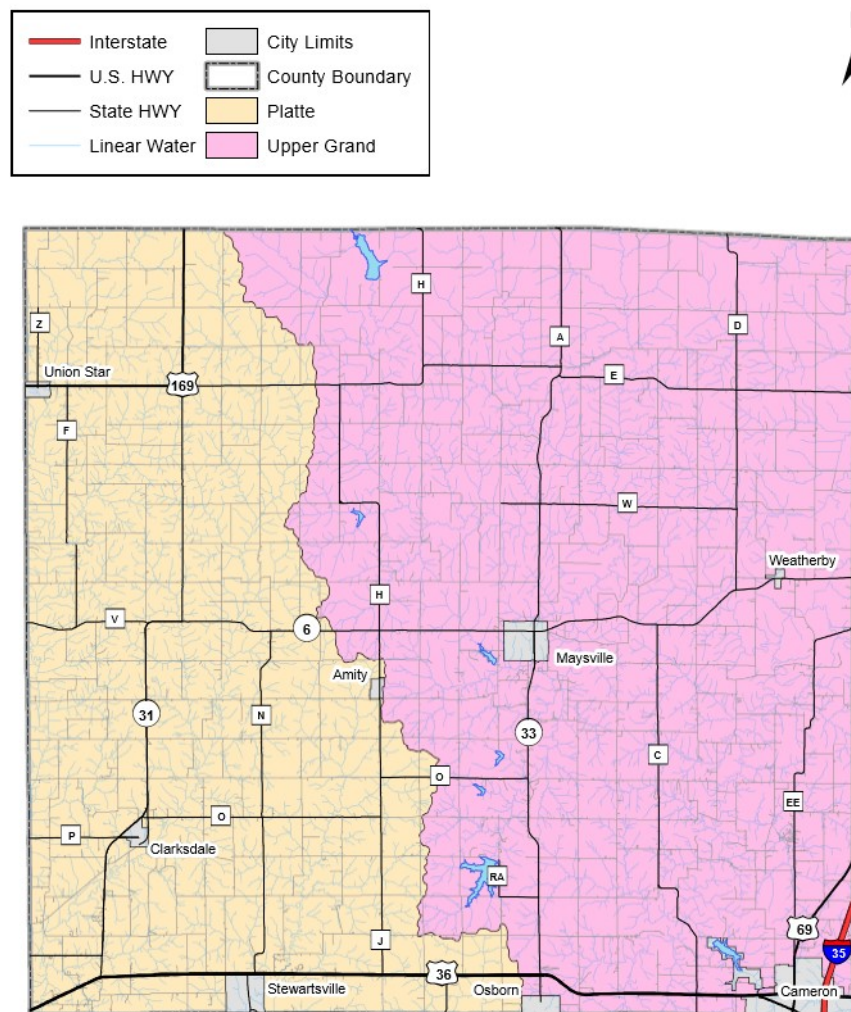 Interstate
City Limits
U.S. HWY
County Boundary
State HWY
Platte
Linear Water
Upper Grand
H
Z
A
D
Union Star
169
E
F
W
Weatherby
H
V
6
Maysville
Amity
31
N
33
C
O
EE
O
P
Clarksdale
RA
69
J
35
36
Stewartsville
Osborn
Cameron